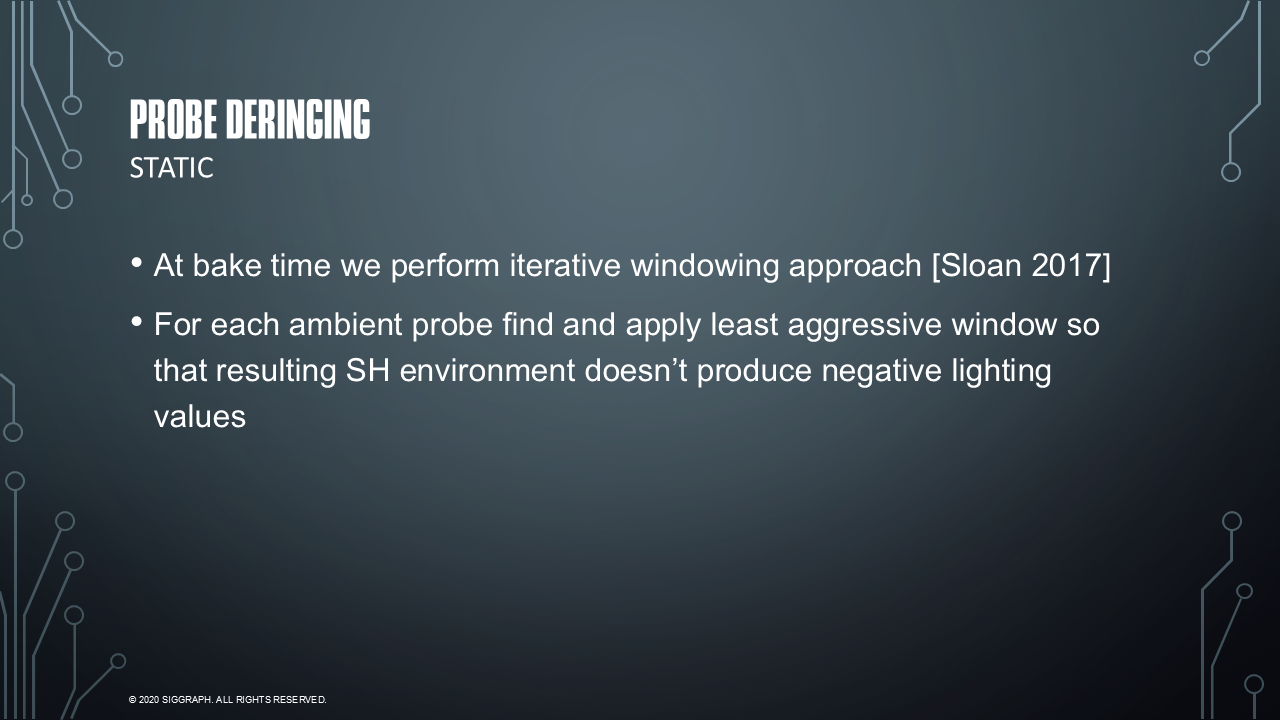 PROBE DERINGING
STATIC
• At bake time we perform iterative windowing approach [Sloan 2017]
• For each ambient probe find and apply least aggressive window so
that resulting SH environment doesn’t produce negative lighting
values
© 2020 SIGGRAPH. ALL RIGHTS RESERVED.